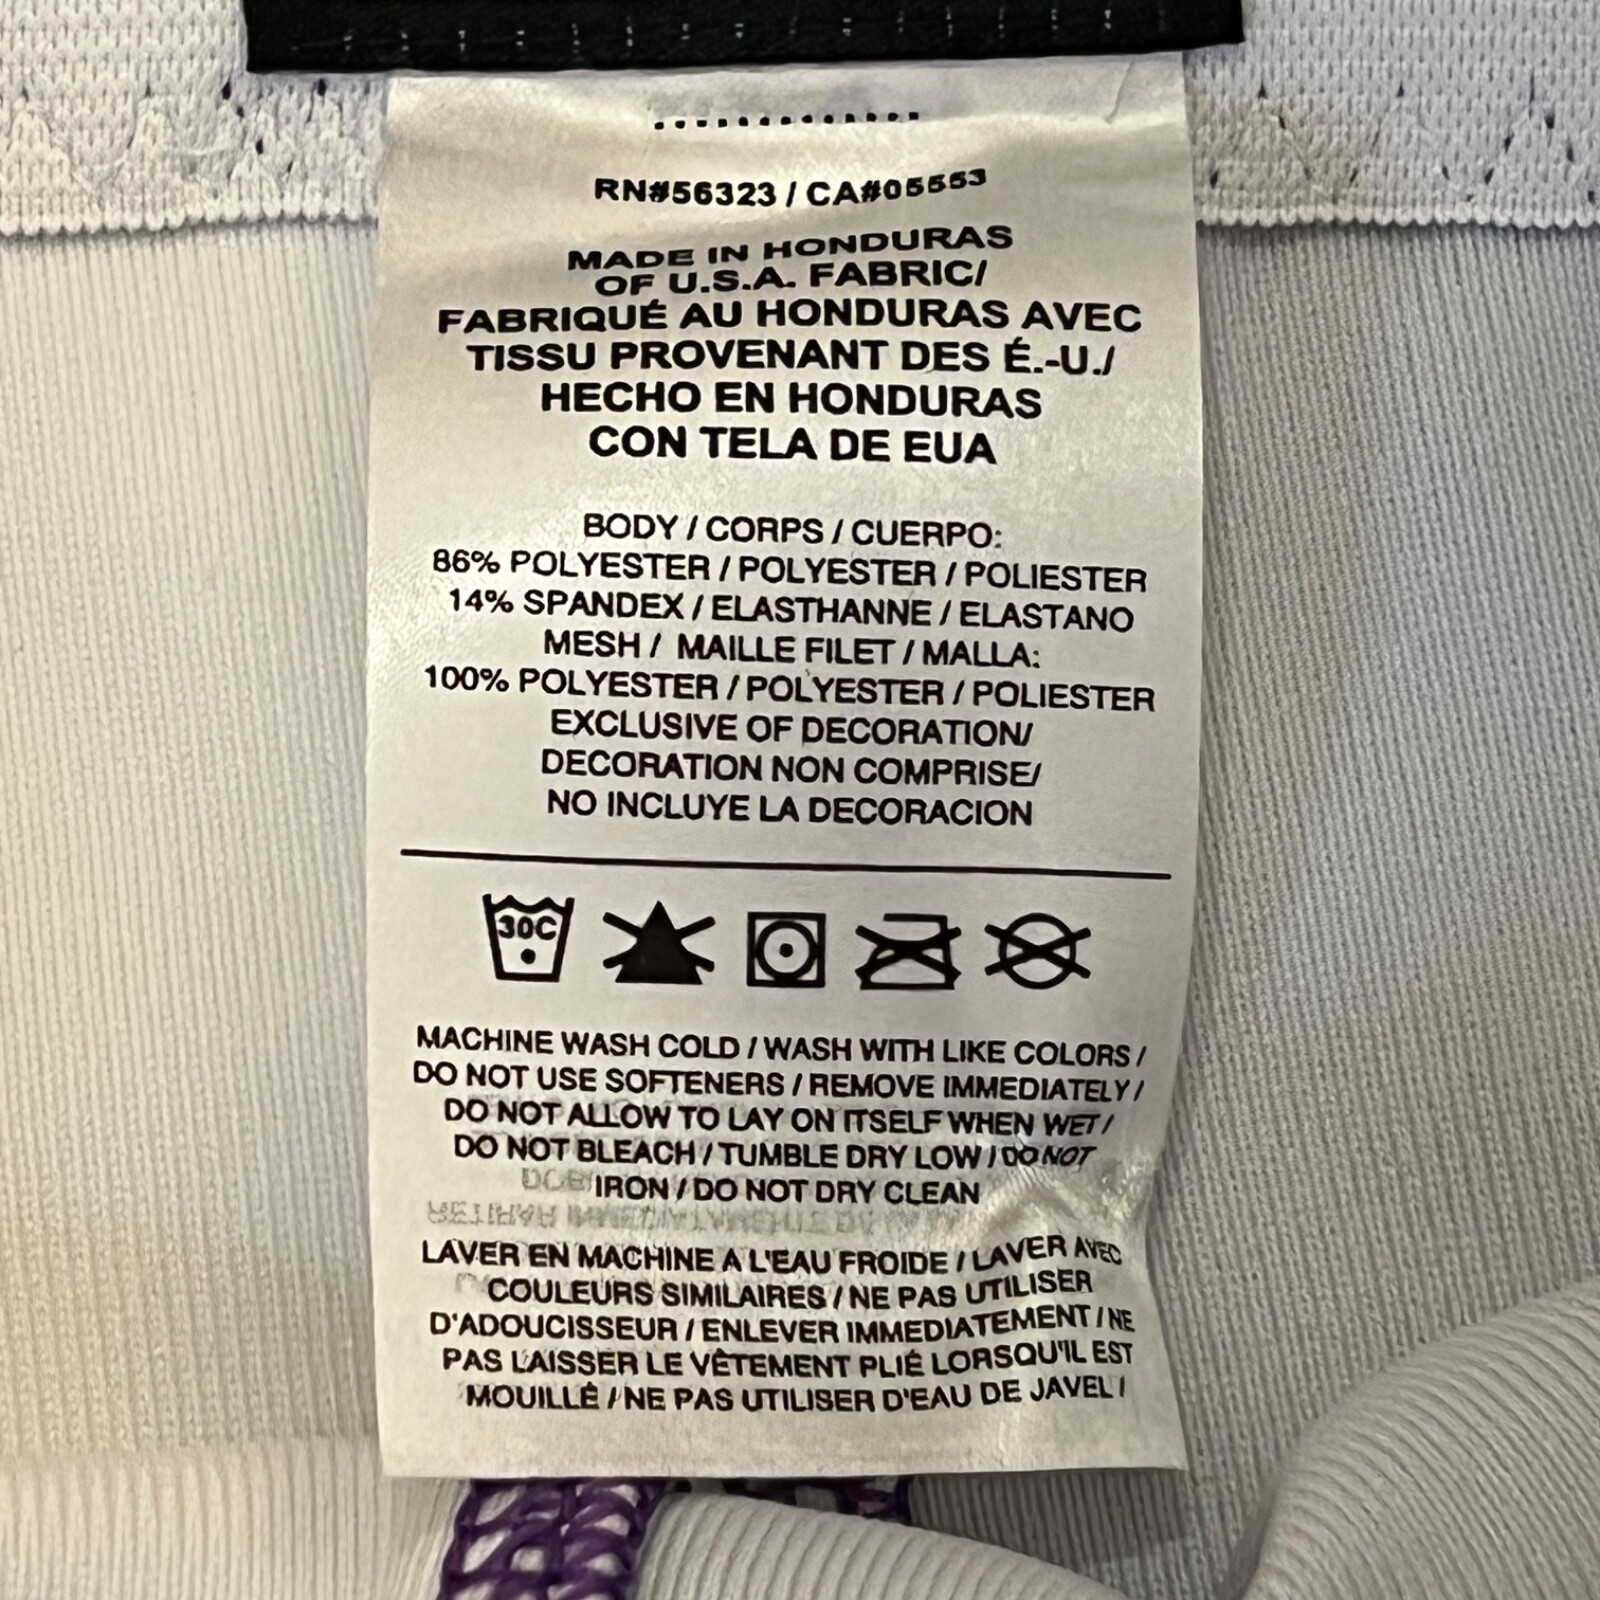 RN#56323 / CA#05553
MADE IN HONDURAS
OF U.S.A. FABRIC/
FABRIQUÉ AU HONDURAS AVEC
TISSU PROVENANT DES É.-U./
HECHO EN HONDURAS
CON TELA DE EUA
BODY / CORPS / CUERPO:
86% POLYESTER / POLYESTER / POLIESTER
14% SPANDEX / ELASTHANNE / ELASTANO
MESH / MAILLE FILET / MALLA:
100% POLYESTER / POLYESTER / POLIESTER
EXCLUSIVE OF DECORATION/
DECORATION NON COMPRISE/
NO INCLUYE LA DECORACION
30C
MACHINE WASH COLD / WASH WITH LIKE COLORS /
DO NOT USE SOFTENERS / REMOVE IMMEDIATELY /
DO NOT ALLOW TO LAY ON ITSELF WHEN WET /
DO NOT BLEACH / TUMBLE DRY LOW / DO NOT
IRON / DO NOT DRY CLEAN
LAVER EN MACHINE A L'EAU FROIDE / LAVER AVEC
COULEURS SIMILAIRES / NE PAS UTILISER
D'ADOUCISSEUR / ENLEVER IMMEDIATEMENT / NE
PAS LAISSER LE VÊTEMENT PLIÉ LORSQU'IL EST
MOUILLÉ / NE PAS UTILISER D'EAU DE JAVEL /